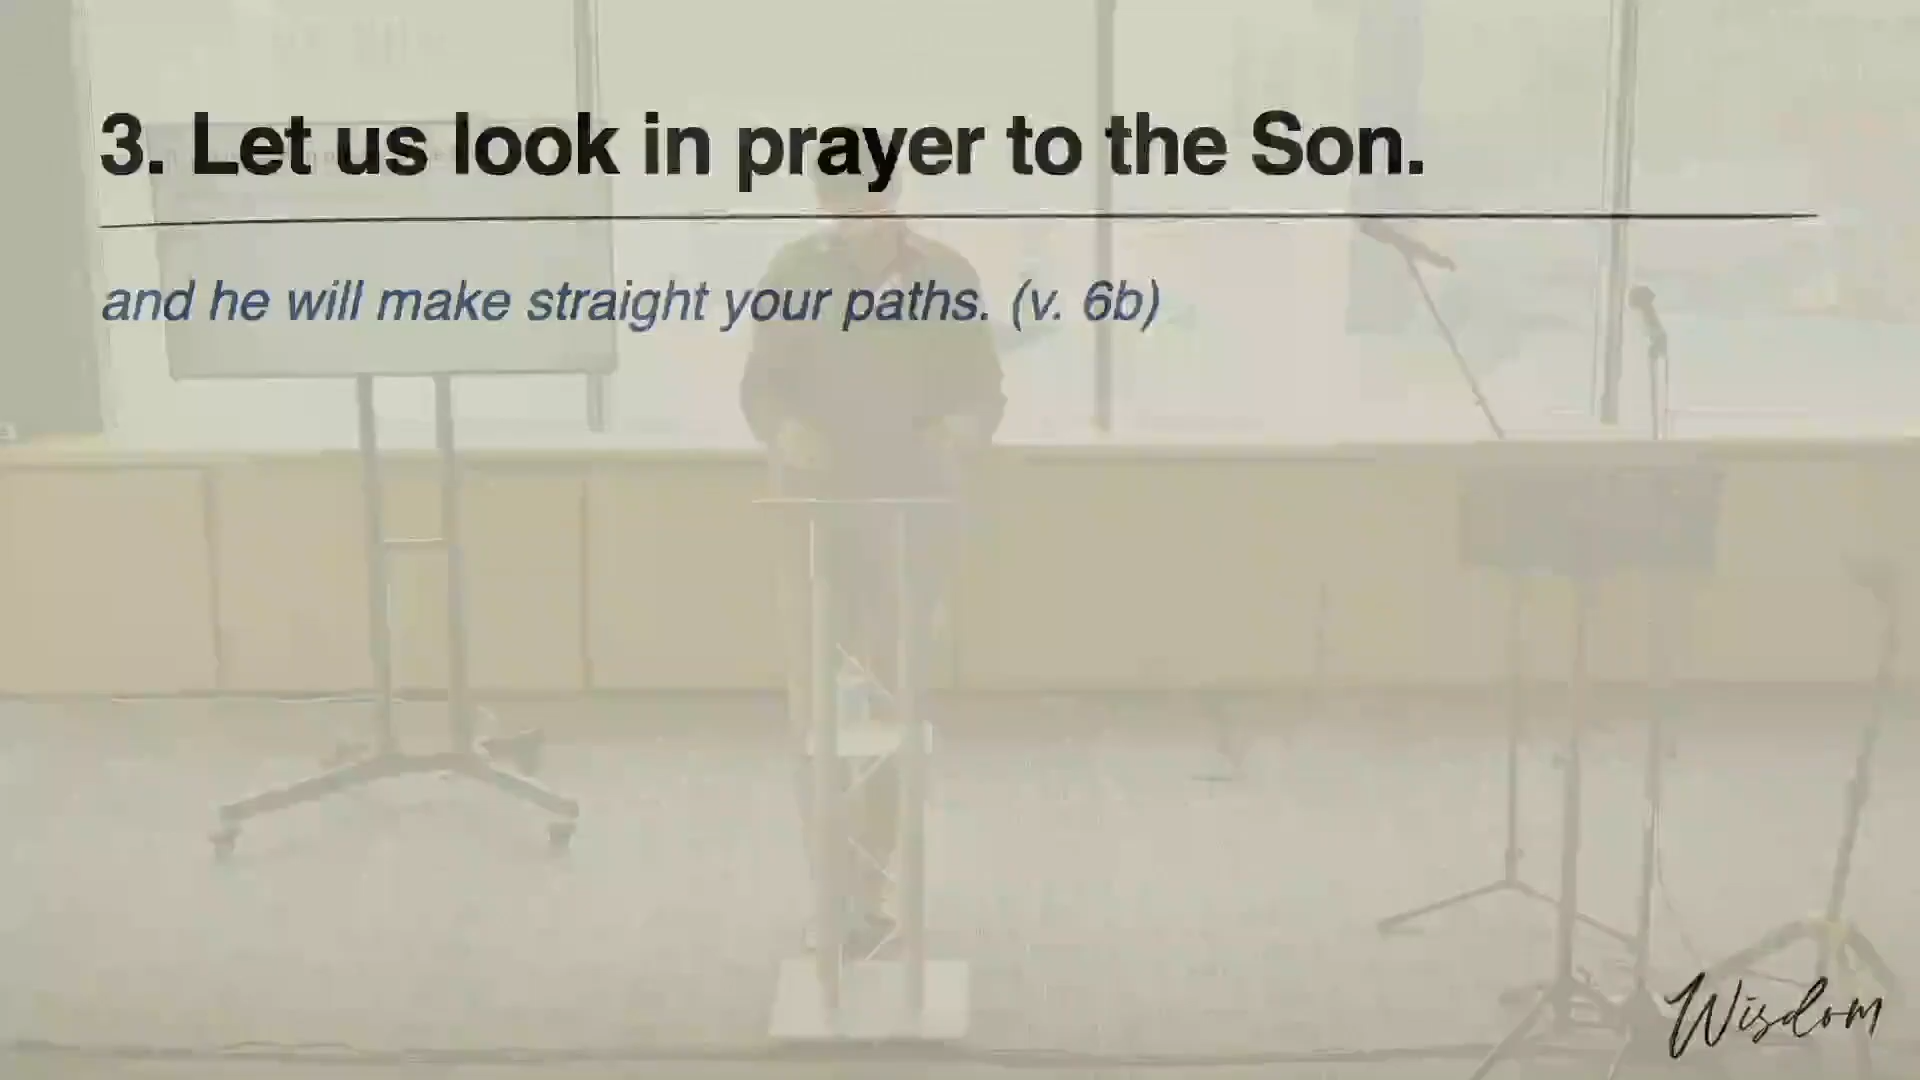 3. Let us look in prayer to the Son.
and he will make straight your paths. (v. 6b)
Wisdom